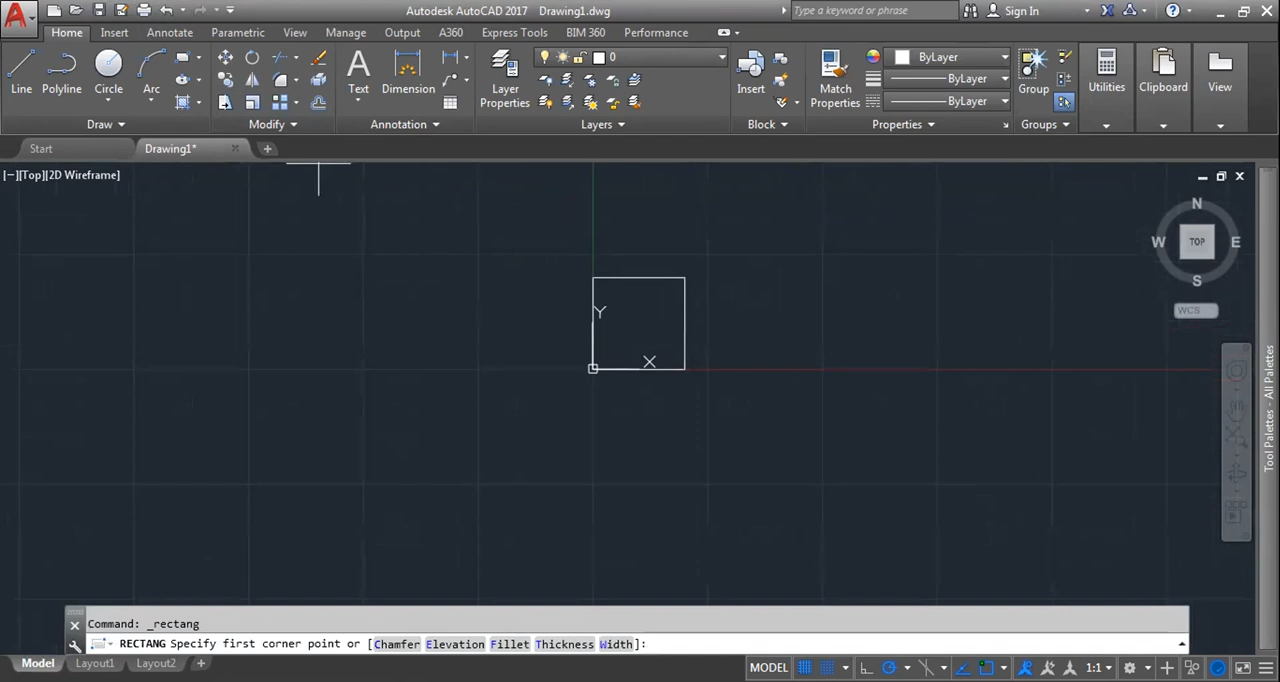 Autodesk AutoCAD 2017 Drawing1.dwg
Type a keyword or phrase
Sign In
Home Insert Annotate Parametric View Manage Output A360 Express Tools BIM 360 Performance
Line Polyline Circle Arc
Draw
Modify
Text Dimension
Annotation
Layer Properties
0
Layers
Insert
Block
Match Properties
ByLayer
ByLayer
ByLayer
Properties
Group
Groups
Utilities
Clipboard
View
Start Drawing1*
[−][Top][2D Wireframe]
N
W TOP E
S
WCS
Y
X
Tool Palettes - All Palettes
Command: _rectang
RECTANG Specify first corner point or [Chamfer Elevation Fillet Thickness Width]:
Model Layout1 Layout2
MODEL 1:1